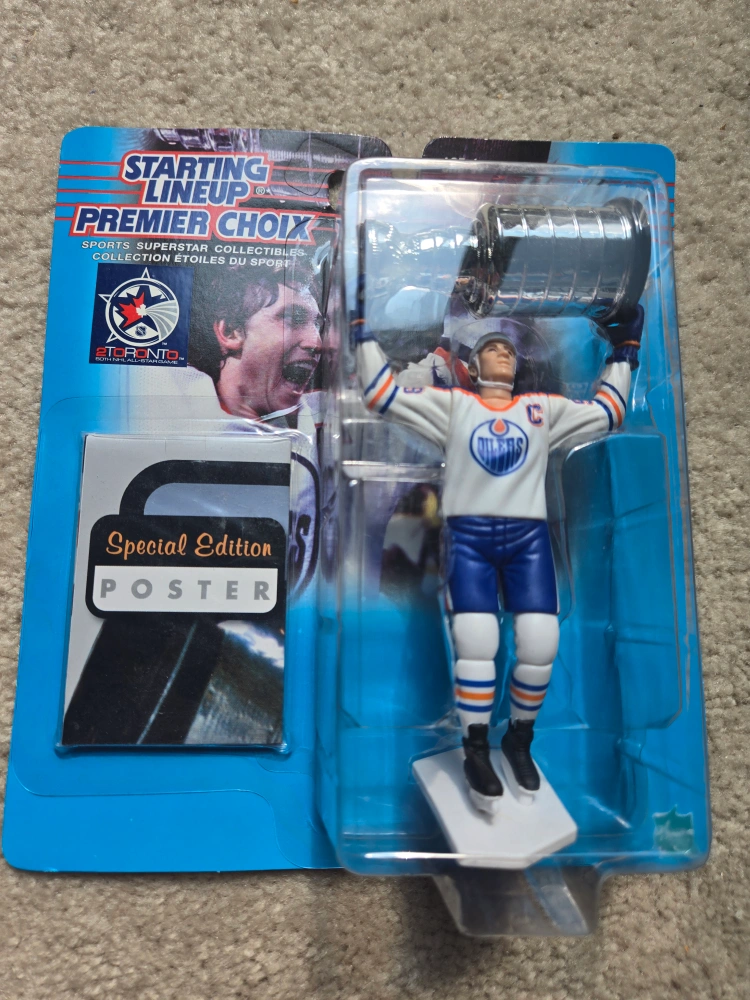 STARTING
LINEUP®
PREMIER CHOIX
SPORTS SUPERSTAR COLLECTIBLES
COLLECTION ÉTOILES DU SPORT
2TORONTO™
50TH NHL ALL-STAR GAME
Special Edition
POSTER
C
OILERS